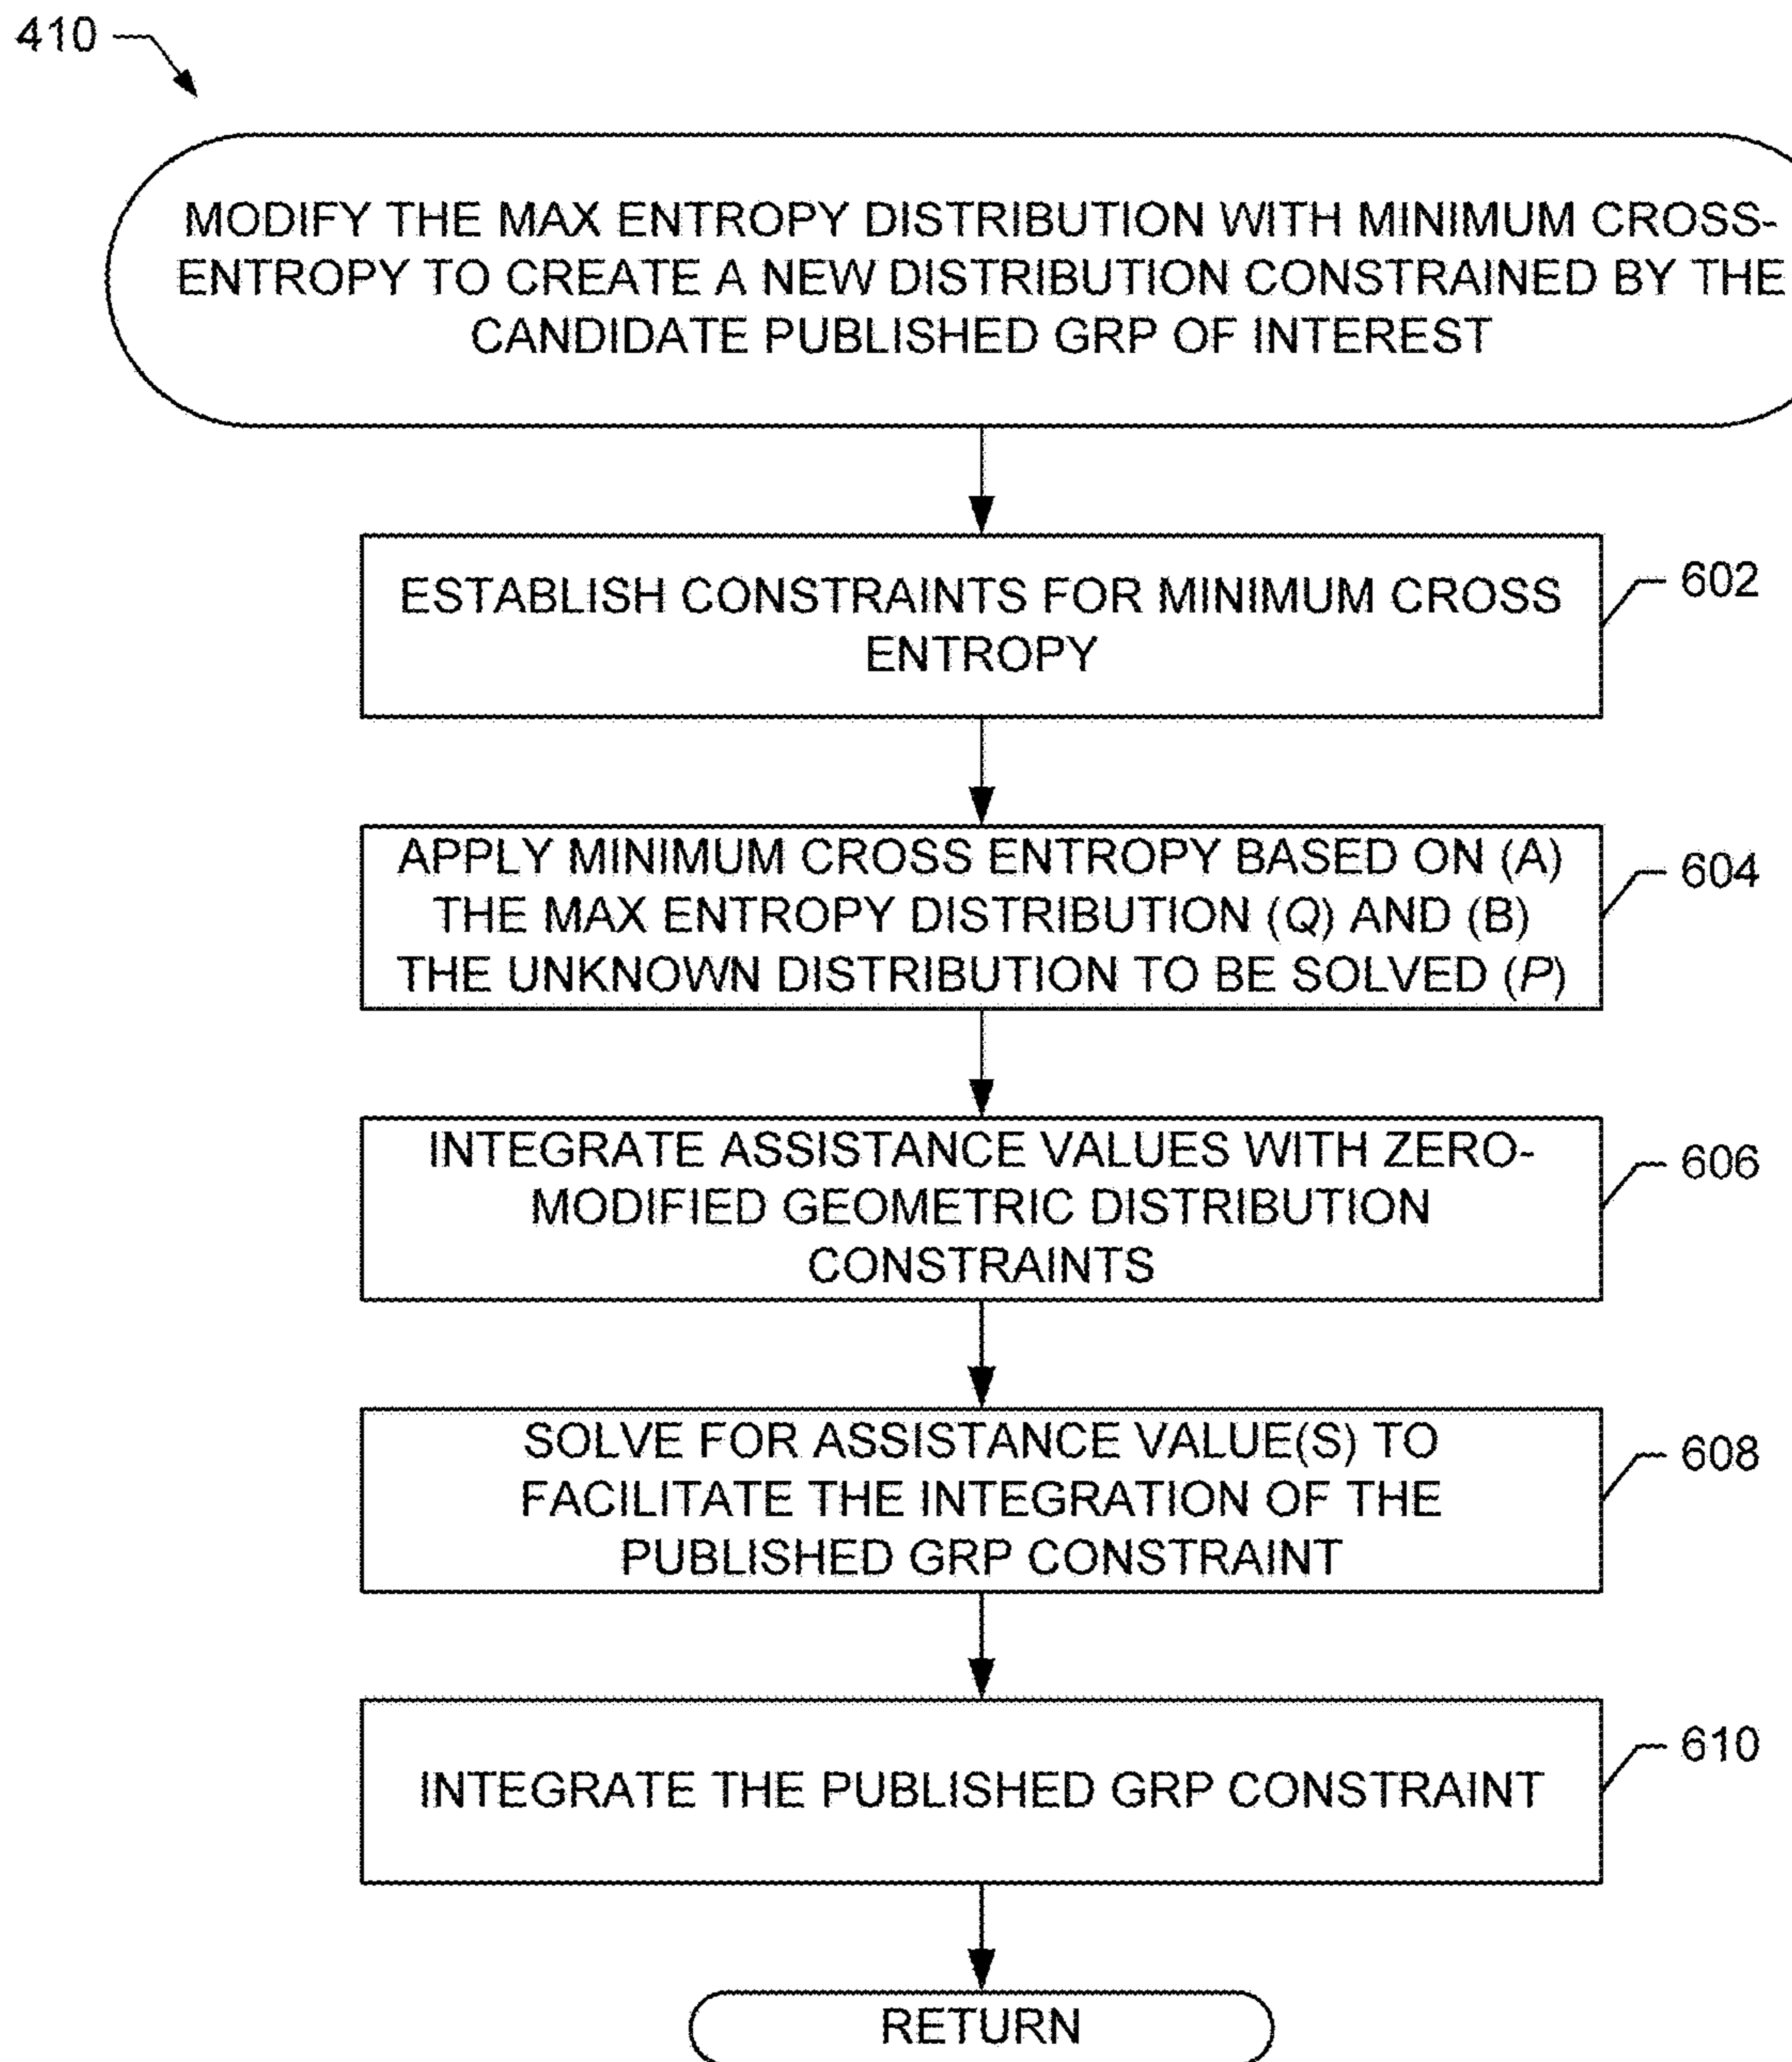 410
MODIFY THE MAX ENTROPY DISTRIBUTION WITH MINIMUM CROSS-
ENTROPY TO CREATE A NEW DISTRIBUTION CONSTRAINED BY THE
CANDIDATE PUBLISHED GRP OF INTEREST
ESTABLISH CONSTRAINTS FOR MINIMUM CROSS
ENTROPY
602
APPLY MINIMUM CROSS ENTROPY BASED ON (A)
THE MAX ENTROPY DISTRIBUTION (Q) AND (B)
THE UNKNOWN DISTRIBUTION TO BE SOLVED (P)
604
INTEGRATE ASSISTANCE VALUES WITH ZERO-
MODIFIED GEOMETRIC DISTRIBUTION
CONSTRAINTS
606
SOLVE FOR ASSISTANCE VALUE(S) TO
FACILITATE THE INTEGRATION OF THE
PUBLISHED GRP CONSTRAINT
608
INTEGRATE THE PUBLISHED GRP CONSTRAINT
610
RETURN